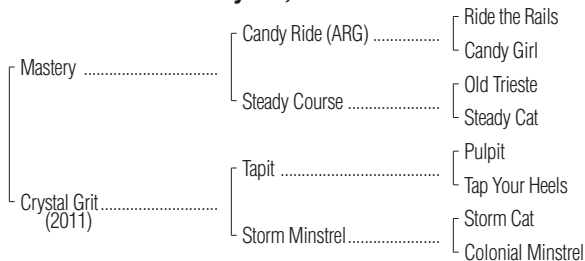 Ride the Rails
Candy Ride (ARG) ..................
Candy Girl
Mastery ..............................
Old Trieste
Steady Course .....................
Steady Cat
Pulpit
Tapit ....................................
Tap Your Heels
Crystal Grit..........................
(2011)
Storm Cat
Storm Minstrel.....................
Colonial Minstrel